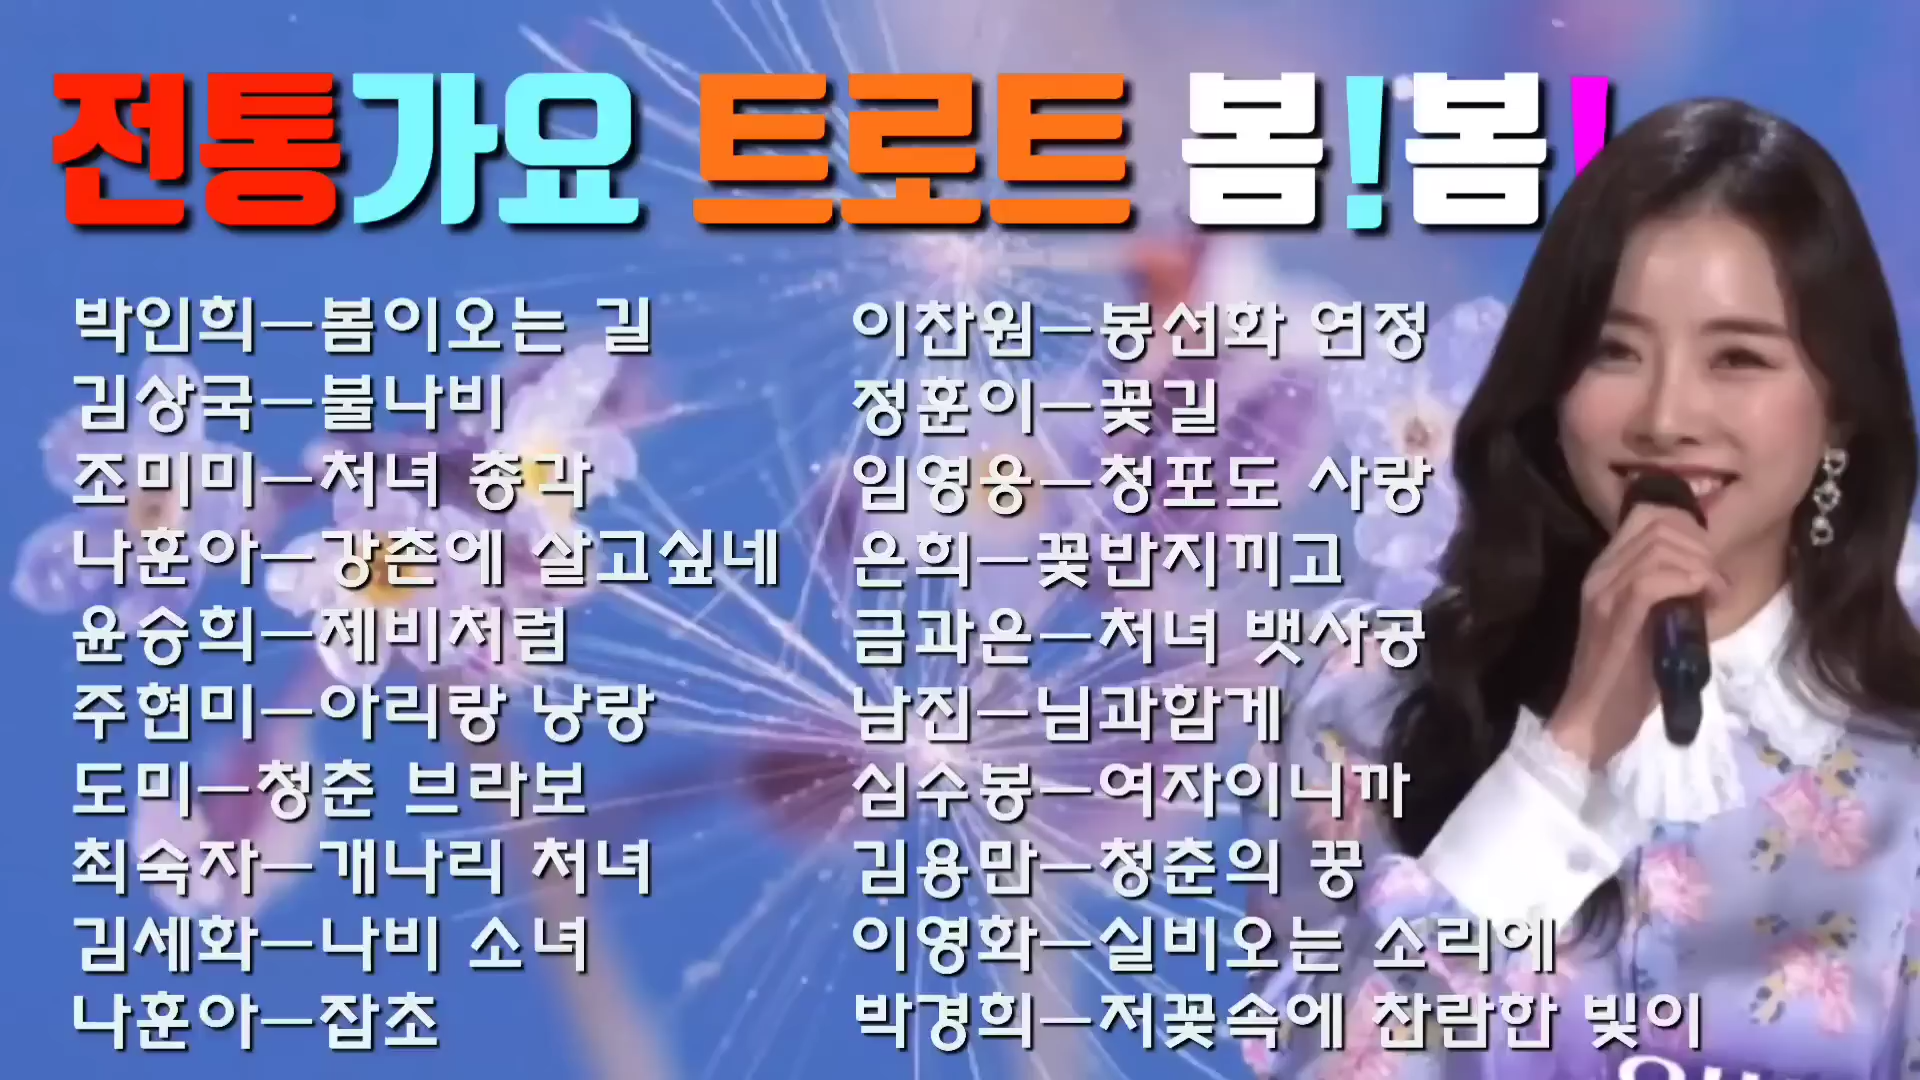 전통가요 트로트 봄!봄!
박인희-봄이오는 길
김상국-불나비
조미미-처녀 총각
나훈아-강촌에 살고싶네
윤승희-제비처럼
주현미-아리랑 낭랑
도미-청춘 브라보
최숙자-개나리 처녀
김세화-나비 소녀
나훈아-잡초
이찬원-봉선화 연정
정훈이-꽃길
임영웅-청포도 사랑
은희-꽃반지끼고
금과은-처녀 뱃사공
남진-님과함께
심수봉-여자이니까
김용만-청춘의 꿍
이영화-실비오는 소리에
박경희-저꽃속에 찬란한 빛이